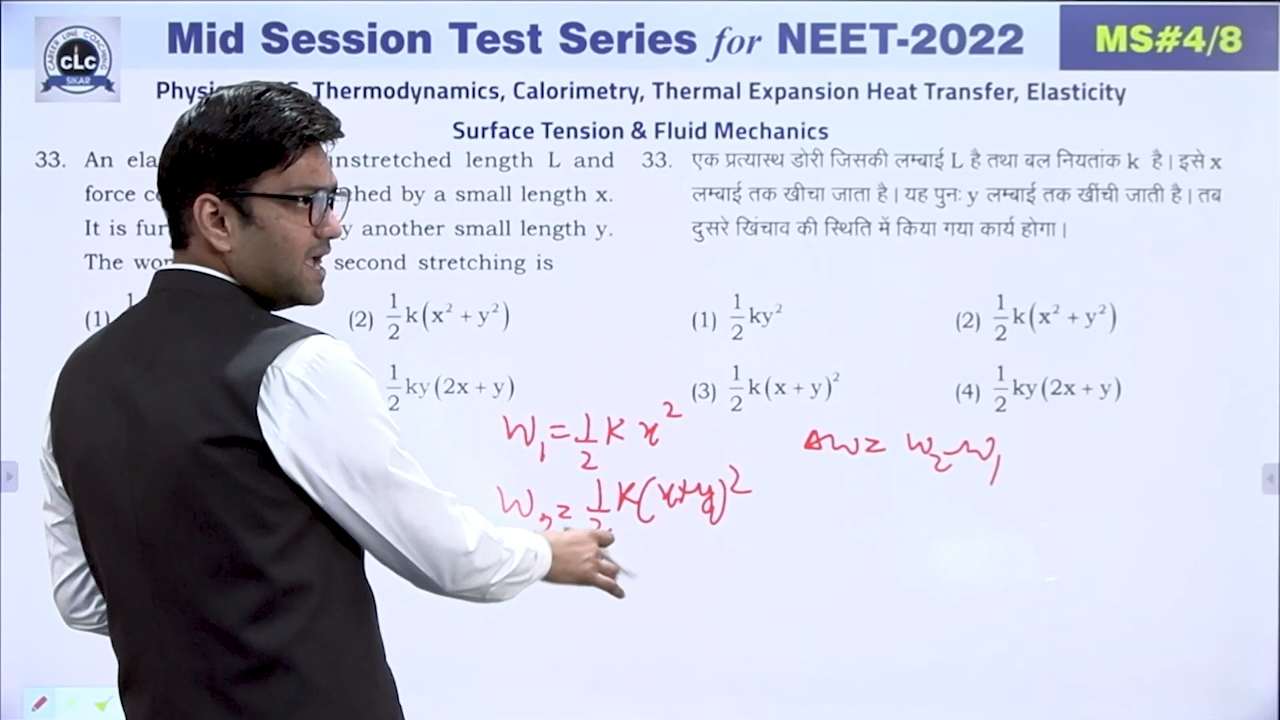 Mid Session Test Series for NEET-2022
MS#4/8
CAREER LINE COACHING
CLC
SIKAR
Thermodynamics, Calorimetry, Thermal Expansion Heat Transfer, Elasticity
Surface Tension & Fluid Mechanics
33. An length L and
force by a small length x.
It is another small length y.
The second stretching is
(1)
(2) 1/2 k(x² + y²)
1/2 ky(2x + y)
33. एक प्रत्यास्थ डोरी जिसकी लम्बाई L है तथा बल नियतांक k है। इसे x
लम्बाई तक खीचा जाता है। यह पुनः y लम्बाई तक खींची जाती है। तब
दुसरे खिंचाव की स्थिति में किया गया कार्य होगा।
(1) 1/2 ky²
(2) 1/2 k(x² + y²)
(3) 1/2 k(x + y)²
(4) 1/2 ky(2x + y)
W₁ = 1/2 K x²
W₂ = 1/2 K(x+y)²
ΔW = W₂-W₁